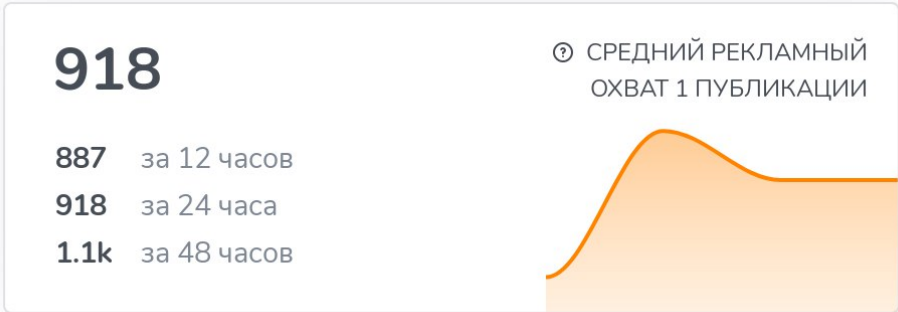 918
СРЕДНИЙ РЕКЛАМНЫЙ
ОХВАТ 1 ПУБЛИКАЦИИ
887 за 12 часов
918 за 24 часа
1.1k за 48 часов